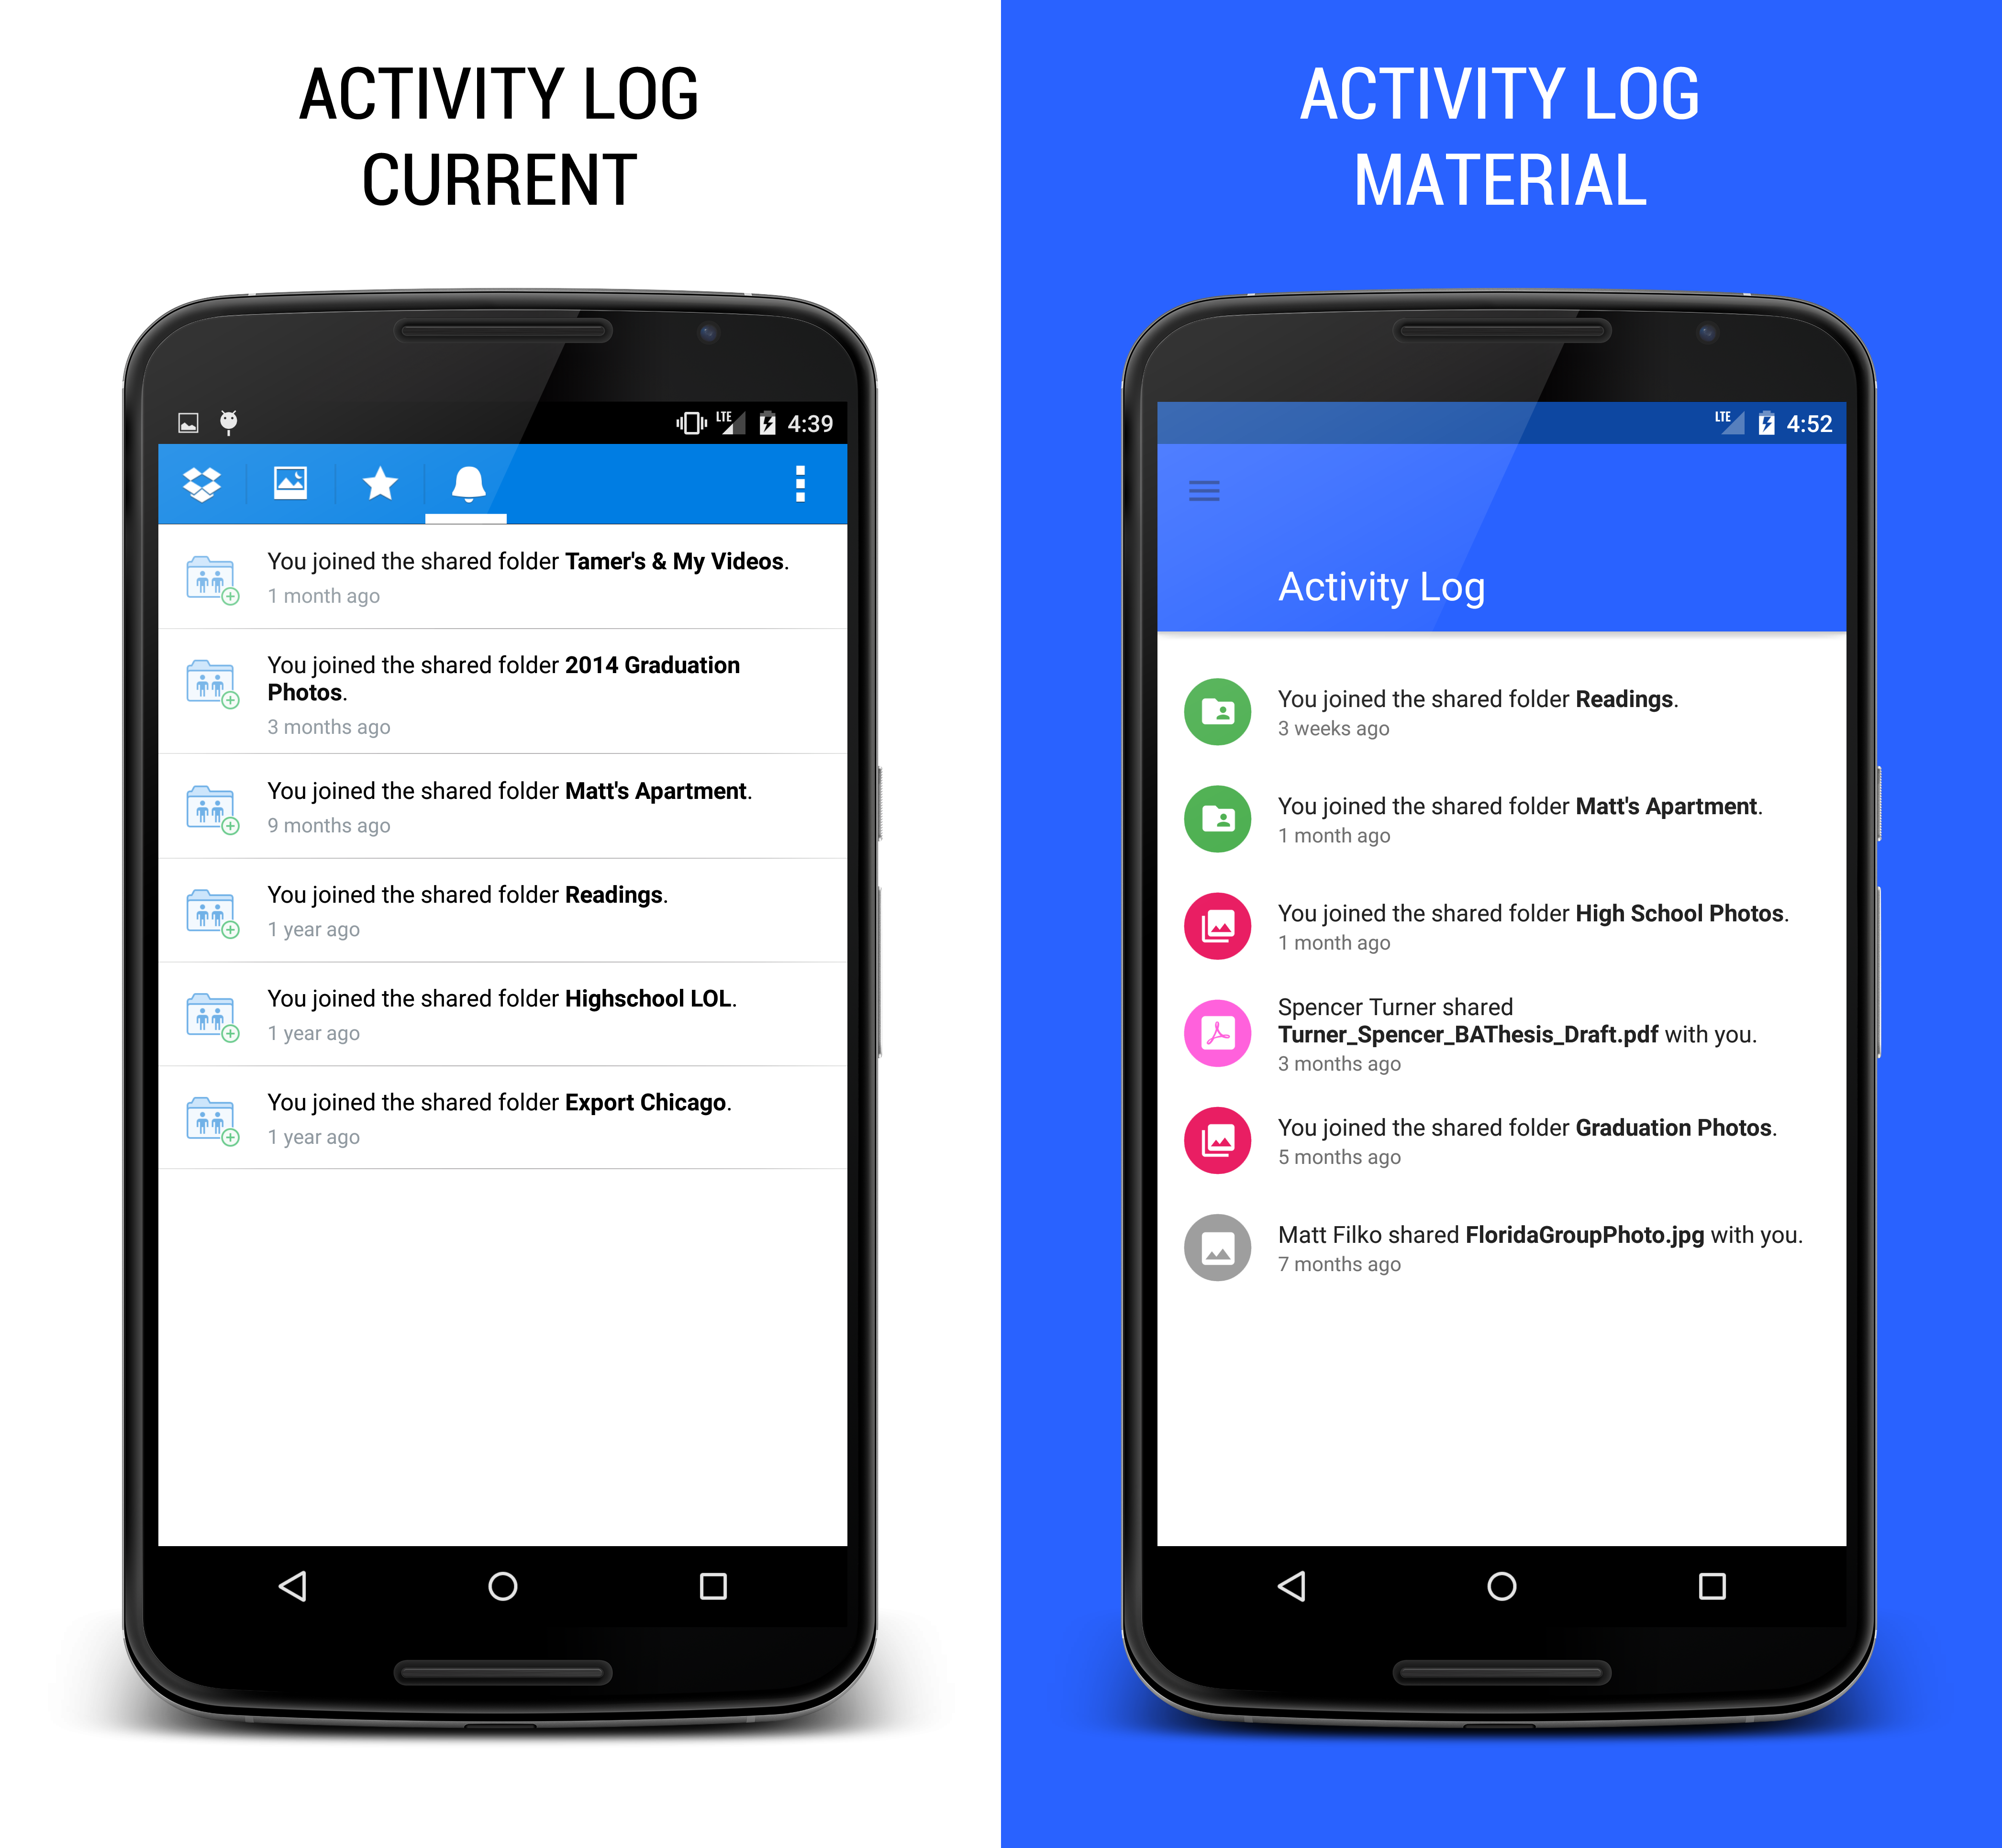 ACTIVITY LOG
CURRENT
LTE 4:39
You joined the shared folder Tamer's & My Videos.
1 month ago
You joined the shared folder 2014 Graduation
Photos.
3 months ago
You joined the shared folder Matt's Apartment.
9 months ago
You joined the shared folder Readings.
1 year ago
You joined the shared folder Highschool LOL.
1 year ago
You joined the shared folder Export Chicago.
1 year ago
ACTIVITY LOG
MATERIAL
LTE 4:52
Activity Log
You joined the shared folder Readings.
3 weeks ago
You joined the shared folder Matt's Apartment.
1 month ago
You joined the shared folder High School Photos.
1 month ago
Spencer Turner shared
Turner_Spencer_BAThesis_Draft.pdf with you.
3 months ago
You joined the shared folder Graduation Photos.
5 months ago
Matt Filko shared FloridaGroupPhoto.jpg with you.
7 months ago